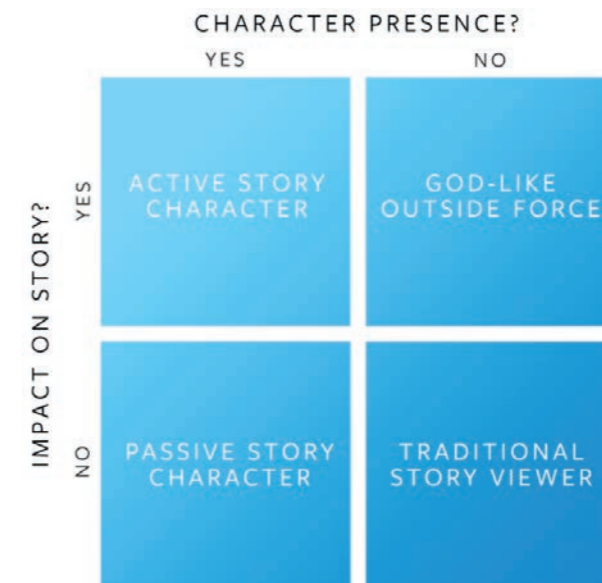 CHARACTER PRESENCE?
YES
NO
IMPACT ON STORY?
YES
ACTIVE STORY
CHARACTER
GOD-LIKE
OUTSIDE FORCE
NO
PASSIVE STORY
CHARACTER
TRADITIONAL
STORY VIEWER